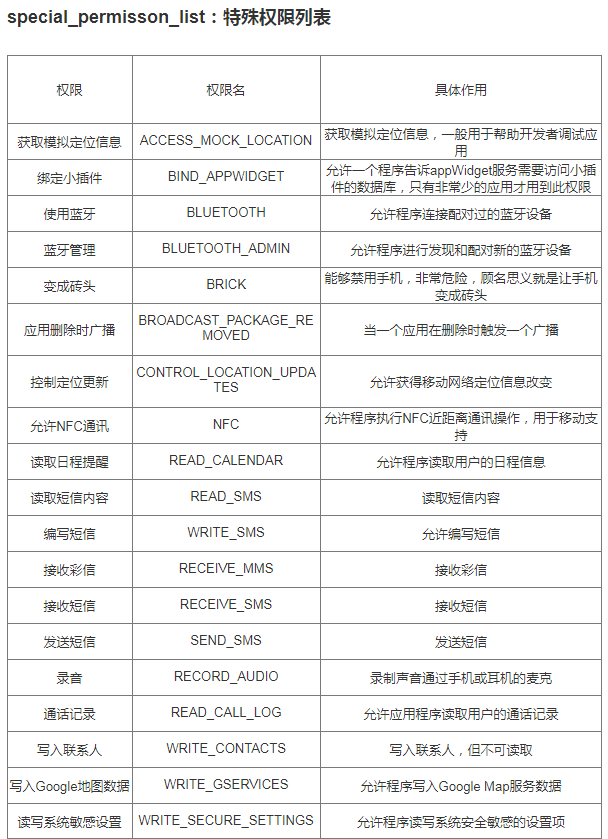 special_permisson_list：特殊权限列表
权限 权限名 具体作用
获取模拟定位信息 ACCESS_MOCK_LOCATION 获取模拟定位信息，一般用于帮助开发者调试应
用
绑定小插件 BIND_APPWIDGET 允许一个程序告诉appWidget服务需要访问小插
件的数据库，只有非常少的应用才用到此权限
使用蓝牙 BLUETOOTH 允许程序连接配对过的蓝牙设备
蓝牙管理 BLUETOOTH_ADMIN 允许程序进行发现和配对新的蓝牙设备
变成砖头 BRICK 能够禁用手机，非常危险，顾名思义就是让手机
变成砖头
应用删除时广播 BROADCAST_PACKAGE_RE
MOVED 当一个应用在删除时触发一个广播
控制定位更新 CONTROL_LOCATION_UPDA
TES 允许获得移动网络定位信息改变
允许NFC通讯 NFC 允许程序执行NFC近距离通讯操作，用于移动支
持
读取日程提醒 READ_CALENDAR 允许程序读取用户的日程信息
读取短信内容 READ_SMS 读取短信内容
编写短信 WRITE_SMS 允许编写短信
接收彩信 RECEIVE_MMS 接收彩信
接收短信 RECEIVE_SMS 接收短信
发送短信 SEND_SMS 发送短信
录音 RECORD_AUDIO 录制声音通过手机或耳机的麦克
通话记录 READ_CALL_LOG 允许应用程序读取用户的通话记录
写入联系人 WRITE_CONTACTS 写入联系人，但不可读取
写入Google地图数据 WRITE_GSERVICES 允许程序写入Google Map服务数据
读写系统敏感设置 WRITE_SECURE_SETTINGS 允许程序读写系统安全敏感的设置项